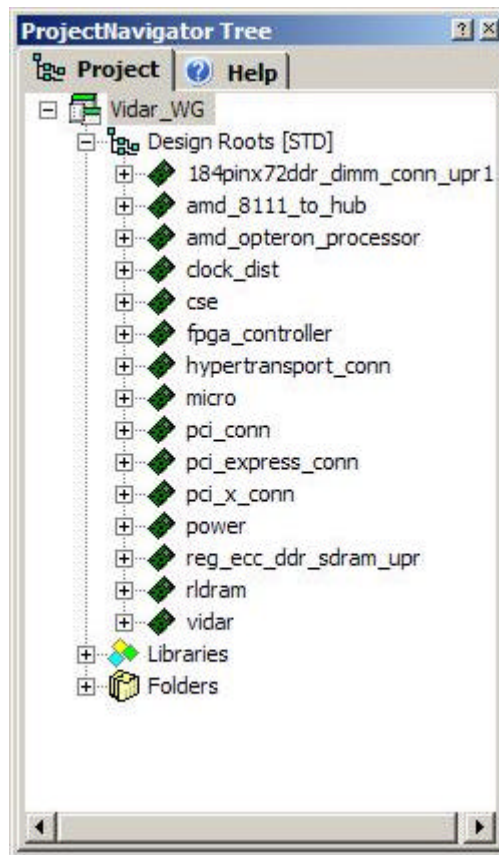 ProjectNavigator Tree
Project Help
Vidar_WG
Design Roots [STD]
184pinx72ddr_dimm_conn_upr1
amd_8111_to_hub
amd_opteron_processor
clock_dist
cse
fpga_controller
hypertransport_conn
micro
pci_conn
pci_express_conn
pci_x_conn
power
reg_ecc_ddr_sdram_upr
rldram
vidar
Libraries
Folders